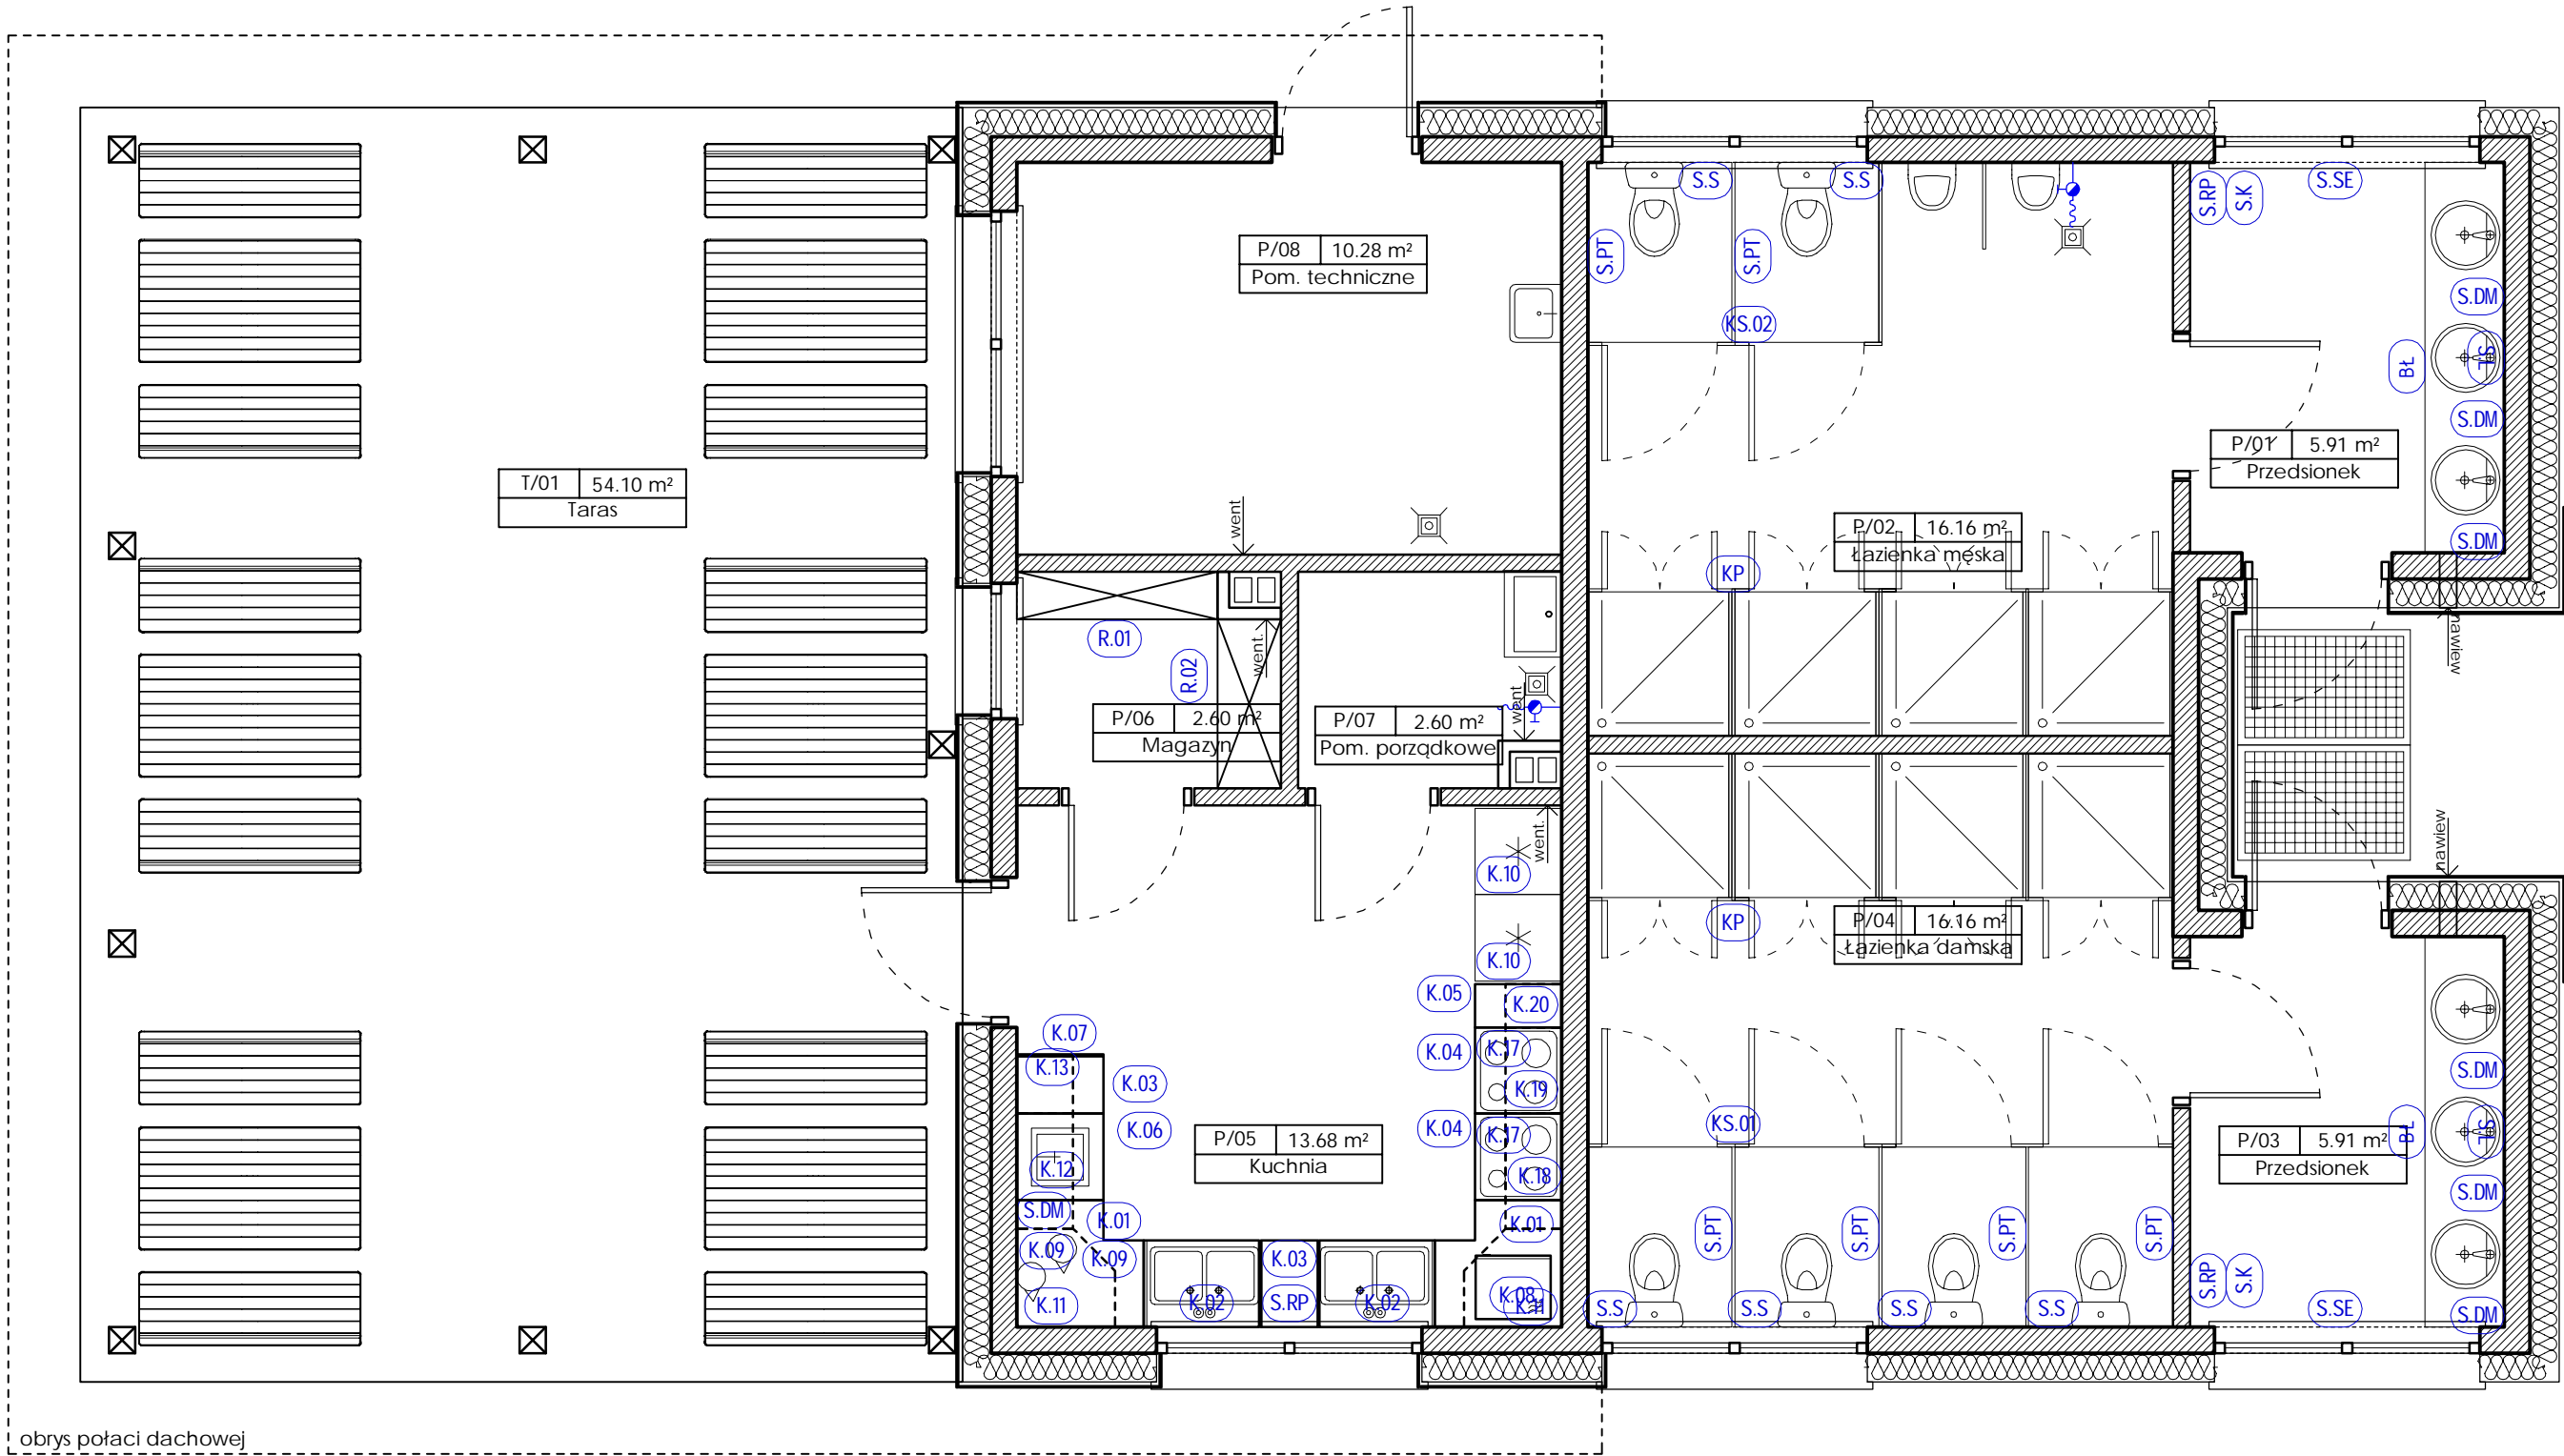 S.S
S.S
S.RP
S.K
S.SE
P/08 10.28 m²
Pom. techniczne
S.PT
S.PT
S.DM
KS.02
BŁ
SL
S.DM
P/01 5.91 m²
Przedsionek
T/01 54.10 m²
Taras
went
P/02 16.16 m²
Łazienka męska
S.DM
KP
R.01
R.02
went.
nawiew
P/06 2.60 m²
Magazyn
P/07 2.60 m²
Pom. porządkowe
went
went.
nawiew
K.10
KP
P/04 16.16 m²
Łazienka damska
K.10
K.05
K.20
K.07
K.13
K.04
K.17
K.03
K.19
S.DM
K.06
P/05 13.68 m²
Kuchnia
K.04
K.17
KS.01
P/03 5.91 m²
Przedsionek
BŁ
SL
K.12
K.18
S.DM
S.DM
K.01
K.01
S.PT
S.PT
S.PT
S.PT
K.09
K.09
K.03
S.RP
S.K
K.11
K.02
S.RP
K.02
K.08
K.11
S.S
S.S
S.S
S.S
S.SE
S.DM
obrys połaci dachowej